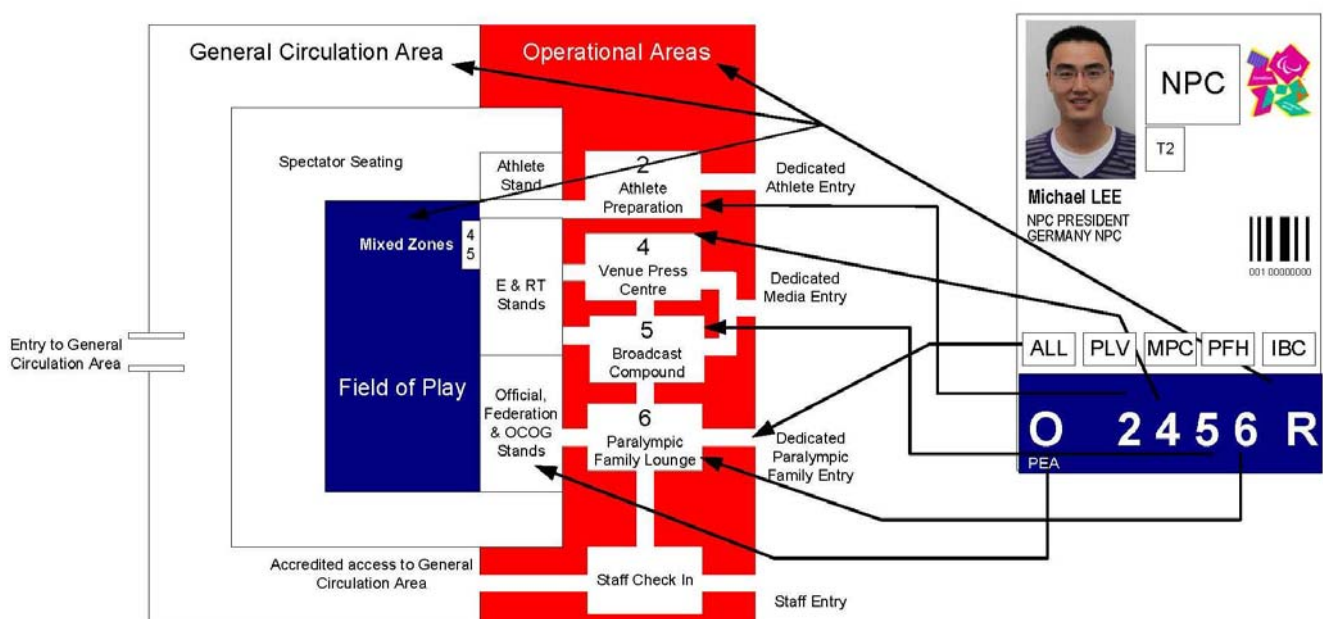 General Circulation Area
Operational Areas
Spectator Seating
Athlete
Stand
2
Athlete
Preparation
Dedicated
Athlete Entry
Mixed Zones
4
5
E & RT
Stands
4
Venue Press
Centre
Dedicated
Media Entry
5
Broadcast
Compound
Entry to General
Circulation Area
Field of Play
Official,
Federation
& OCOG
Stands
6
Paralympic
Family Lounge
Dedicated
Paralympic
Family Entry
Accredited access to General
Circulation Area
Staff Check In
Staff Entry
NPC
T2
Michael LEE
NPC PRESIDENT
GERMANY NPC
001 00000000
ALL PLV MPC PFH IBC
O 2 4 5 6 R
PEA